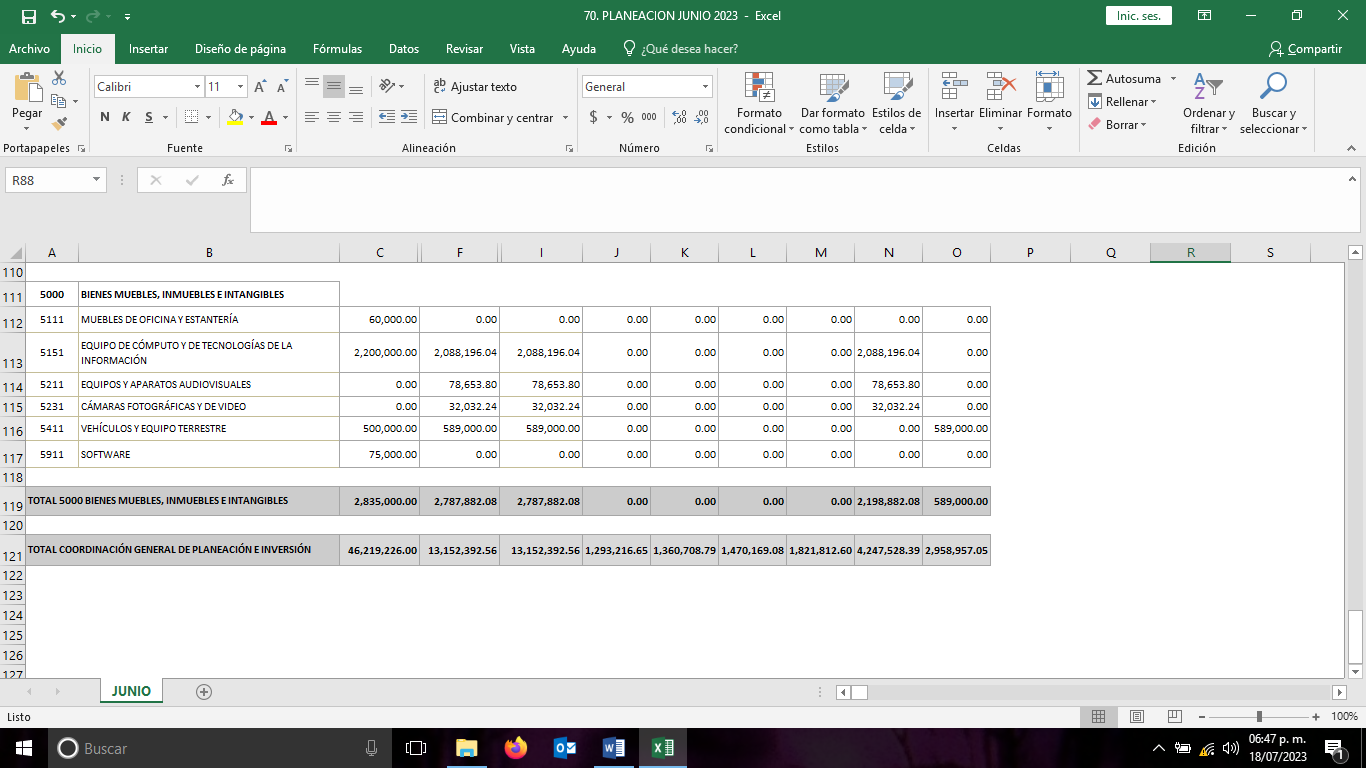 70. PLANEACION JUNIO 2023 - Excel
Inic. ses.
Archivo Inicio Insertar Diseño de página Fórmulas Datos Revisar Vista Ayuda ¿Qué desea hacer? Compartir
Pegar
Portapapeles
Calibri 11
N K S
Fuente
Ajustar texto
Combinar y centrar
Alineación
General
$ % 000
Número
Formato condicional
Dar formato como tabla
Estilos de celda
Estilos
Insertar Eliminar Formato
Celdas
Autosuma
Rellenar
Borrar
Ordenar y filtrar
Buscar y seleccionar
Edición
R88
fx
A B C F I J K L M N O P Q R S
110
111 5000 BIENES MUEBLES, INMUEBLES E INTANGIBLES
112 5111 MUEBLES DE OFICINA Y ESTANTERÍA 60,000.00 0.00 0.00 0.00 0.00 0.00 0.00 0.00 0.00
113 5151 EQUIPO DE CÓMPUTO Y DE TECNOLOGÍAS DE LA
INFORMACIÓN 2,200,000.00 2,088,196.04 2,088,196.04 0.00 0.00 0.00 0.00 2,088,196.04 0.00
114 5211 EQUIPOS Y APARATOS AUDIOVISUALES 0.00 78,653.80 78,653.80 0.00 0.00 0.00 0.00 78,653.80 0.00
115 5231 CÁMARAS FOTOGRÁFICAS Y DE VIDEO 0.00 32,032.24 32,032.24 0.00 0.00 0.00 0.00 32,032.24 0.00
116 5411 VEHÍCULOS Y EQUIPO TERRESTRE 500,000.00 589,000.00 589,000.00 0.00 0.00 0.00 0.00 0.00 589,000.00
117 5911 SOFTWARE 75,000.00 0.00 0.00 0.00 0.00 0.00 0.00 0.00 0.00
118
119 TOTAL 5000 BIENES MUEBLES, INMUEBLES E INTANGIBLES 2,835,000.00 2,787,882.08 2,787,882.08 0.00 0.00 0.00 0.00 2,198,882.08 589,000.00
120
121 TOTAL COORDINACIÓN GENERAL DE PLANEACIÓN E INVERSIÓN 46,219,226.00 13,152,392.56 13,152,392.56 1,293,216.65 1,360,708.79 1,470,169.08 1,821,812.60 4,247,528.39 2,958,957.05
122
123
124
125
126
127
JUNIO
Listo
100%
Buscar
06:47 p. m.
18/07/2023
1